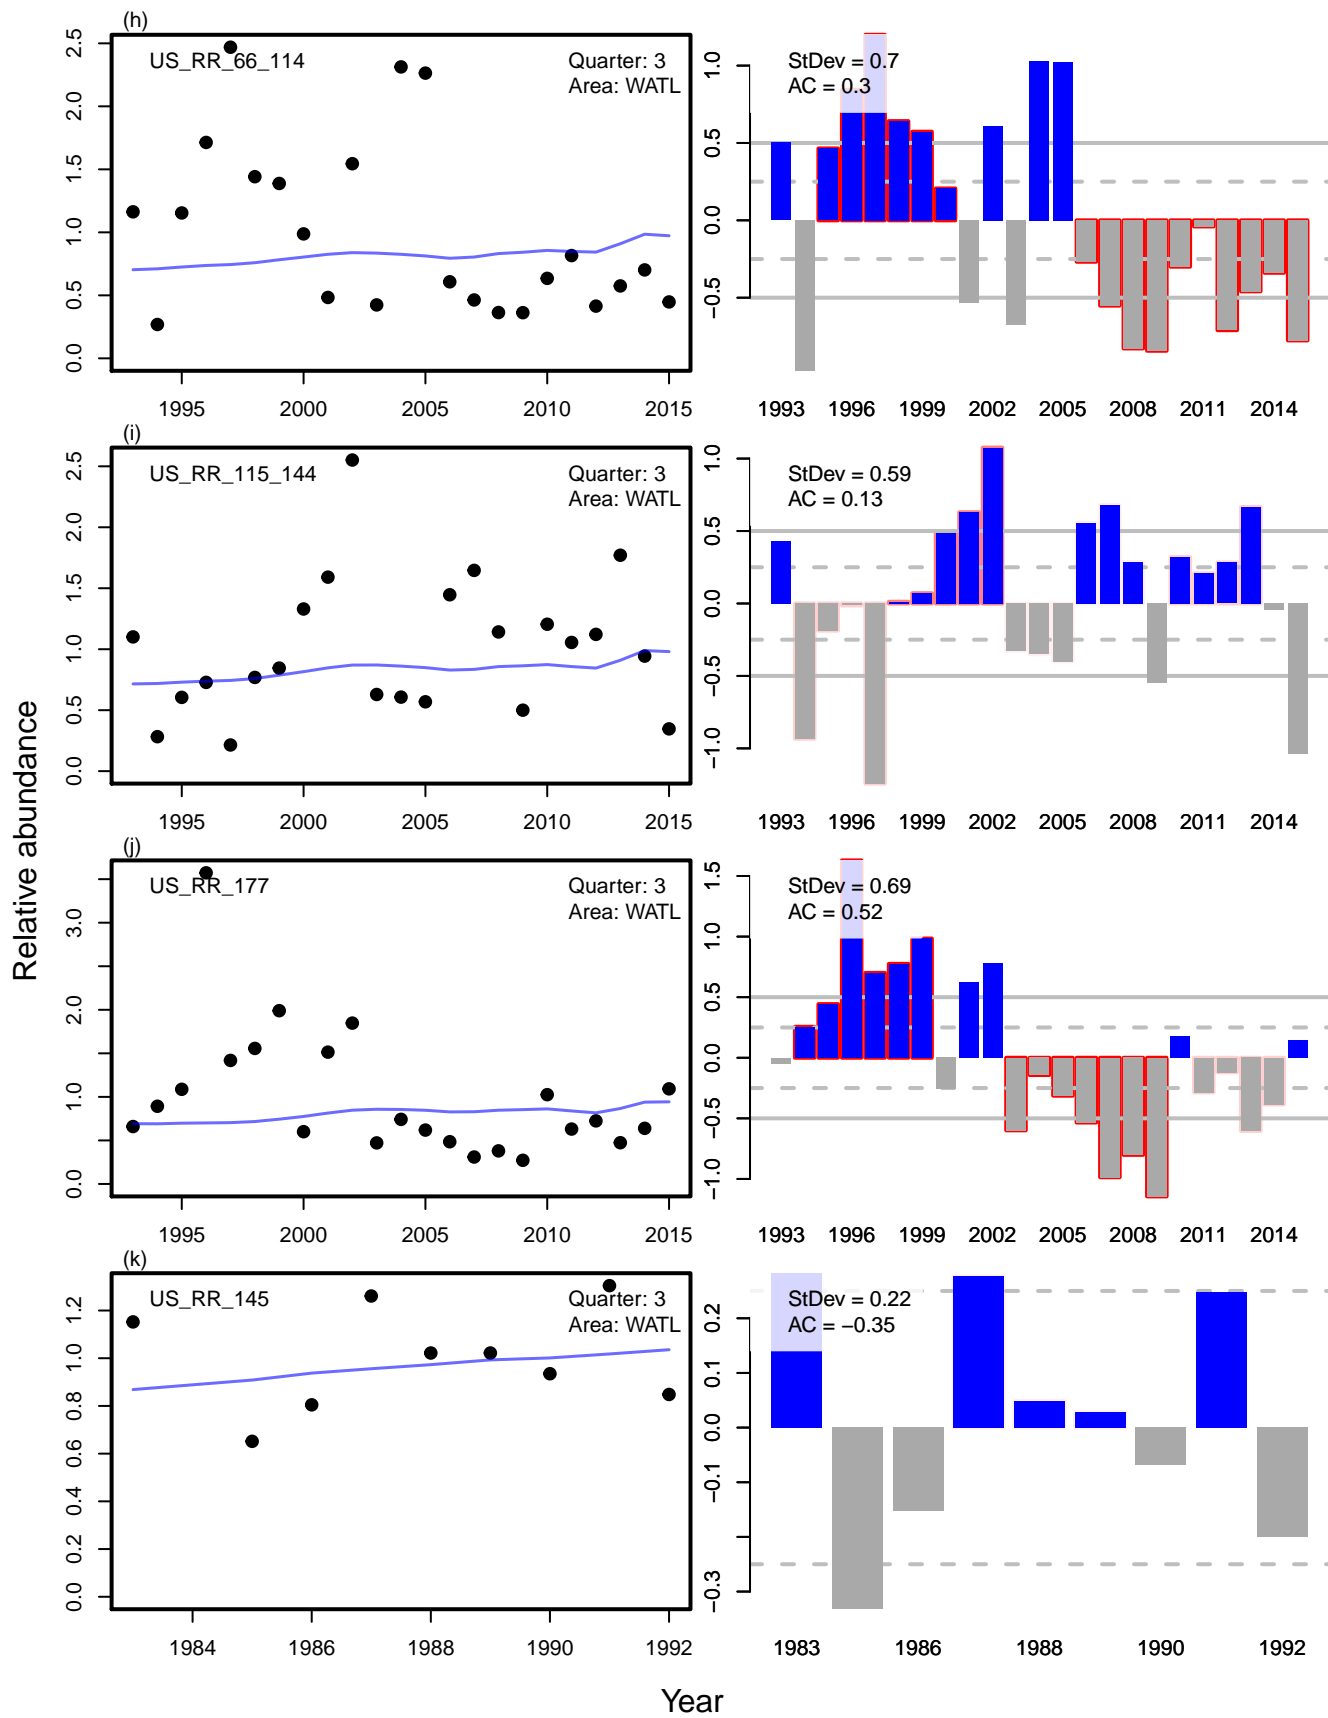 (h)
US_RR_66_114
Quarter: 3
Area: WATL
0.0 0.5 1.0 1.5 2.0 2.5
1995 2000 2005 2010 2015
StDev = 0.7
AC = 0.3
−0.5 0.0 0.5 1.0
1993 1996 1999 2002 2005 2008 2011 2014
(i)
US_RR_115_144
Quarter: 3
Area: WATL
0.0 0.5 1.0 1.5 2.0 2.5
1995 2000 2005 2010 2015
StDev = 0.59
AC = 0.13
−1.0 −0.5 0.0 0.5 1.0
1993 1996 1999 2002 2005 2008 2011 2014
(j)
US_RR_177
Quarter: 3
Area: WATL
0.0 1.0 2.0 3.0
1995 2000 2005 2010 2015
StDev = 0.69
AC = 0.52
−1.0 −0.5 0.0 0.5 1.0 1.5
1993 1996 1999 2002 2005 2008 2011 2014
(k)
US_RR_145
Quarter: 3
Area: WATL
0.0 0.2 0.4 0.6 0.8 1.0 1.2
1984 1986 1988 1990 1992
StDev = 0.22
AC = −0.35
−0.3 −0.1 0.0 0.1 0.2
1983 1986 1988 1990 1992
Relative abundance
Year